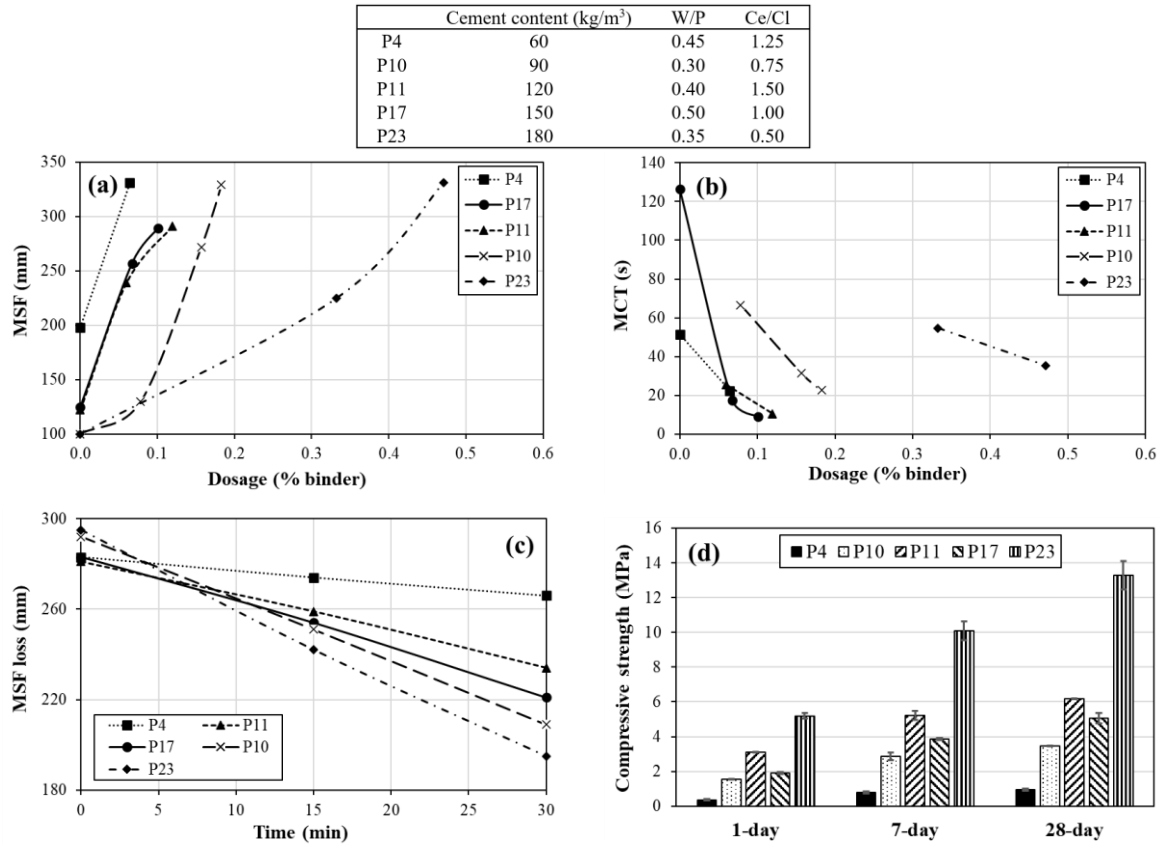 Cement content (kg/m³) W/P Ce/Cl
P4 60 0.45 1.25
P10 90 0.30 0.75
P11 120 0.40 1.50
P17 150 0.50 1.00
P23 180 0.35 0.50
(a)
MSF (mm)
350
300
250
200
150
100
0.0 0.1 0.2 0.3 0.4 0.5 0.6
Dosage (% binder)
P4
P17
P11
P10
P23
(b)
MCT (s)
140
120
100
80
60
40
20
0
0.0 0.1 0.2 0.3 0.4 0.5 0.6
Dosage (% binder)
P4
P17
P11
P10
P23
(c)
MSF loss (mm)
300
260
220
180
0 5 10 15 20 25 30
Time (min)
P4 P11
P17 P10
P23
(d)
Compressive strength (MPa)
16
14
12
10
8
6
4
2
0
P4 P10 P11 P17 P23
1-day 7-day 28-day